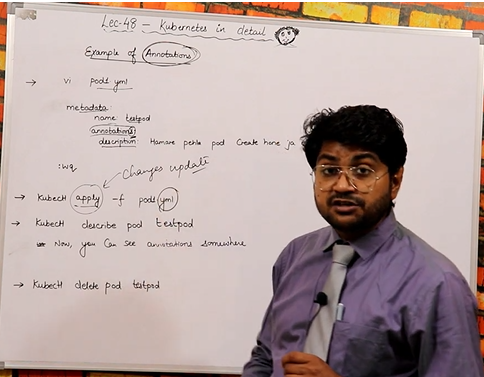 Lec-48 - Kubernetes in detail
Example of Annotations
→ vi pod1 yml
metadata:
name testpod
annotations
description Hamare pehle pod Create hone ja
:wq
changes update
→ Kubectl apply -f pod1 yml
→ Kubectl describe pod testpod
Now, you Can See annotations somewhere
→ Kubectl delete pod testpod